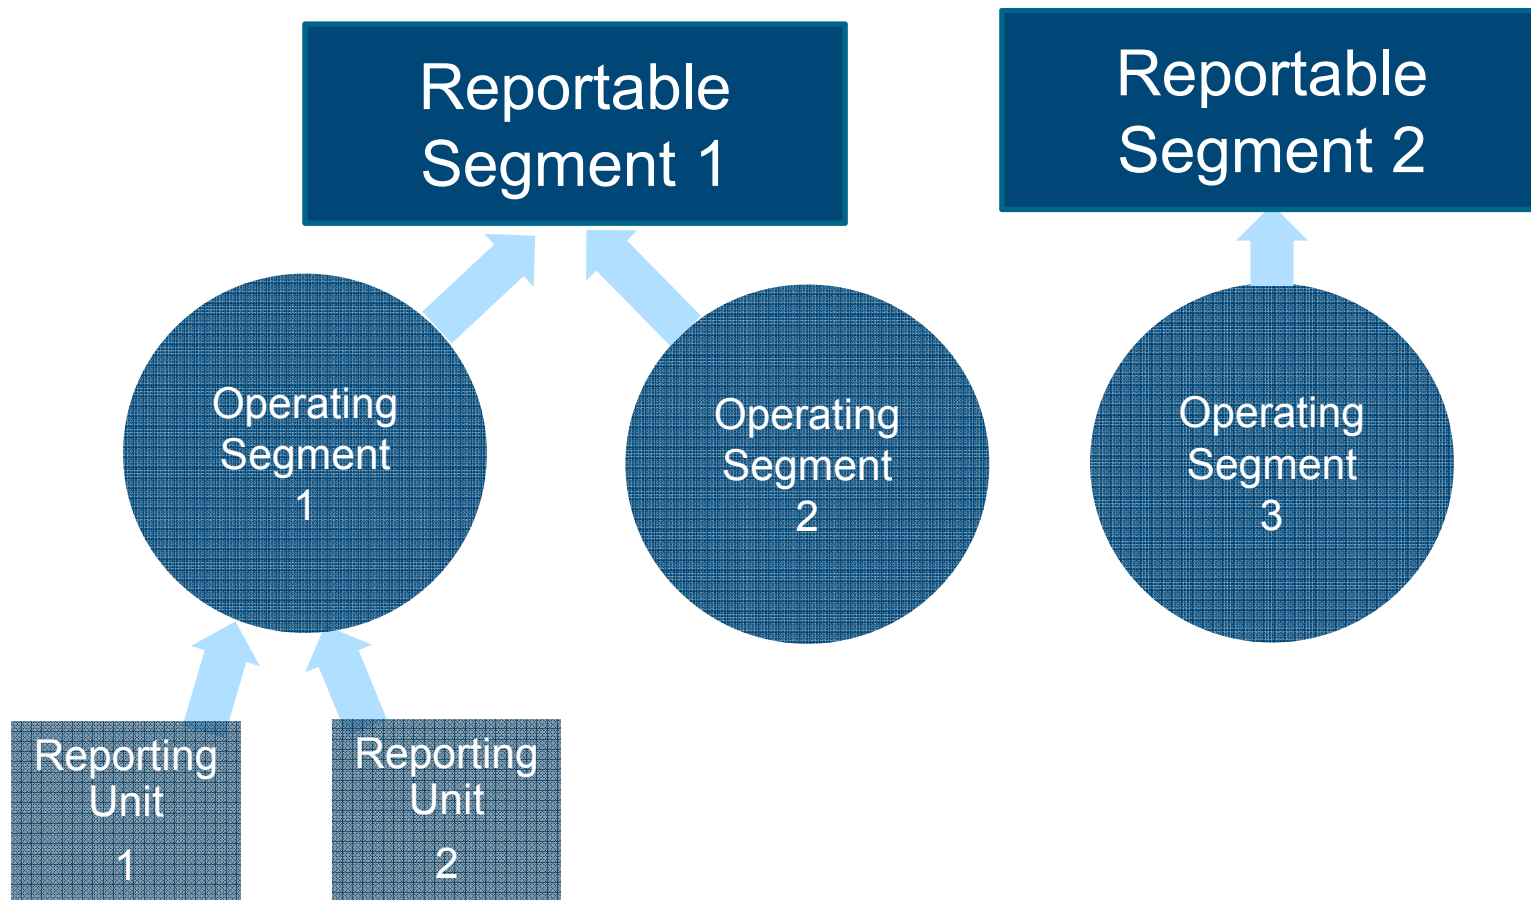 Reportable
Segment 1
Reportable
Segment 2
Operating
Segment
1
Operating
Segment
2
Operating
Segment
3
Reporting
Unit
1
Reporting
Unit
2